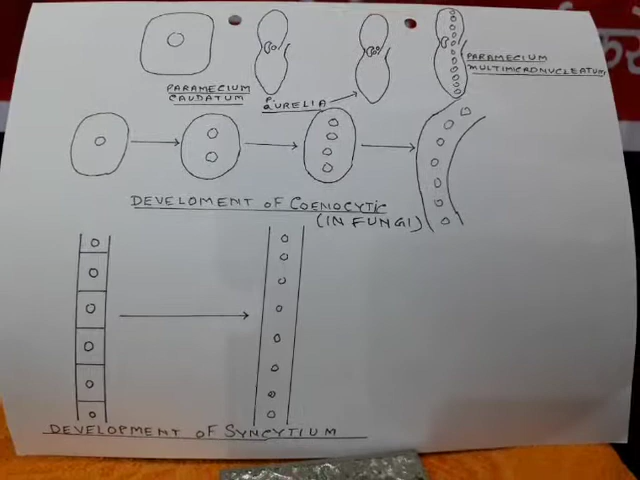 PARAMECIUM
CAUDATUM
P. AURELIA
PARAMECIUM
MULTIMICRONUCLEATUM
DEVELOMENT OF COENOCYTIC
(IN FUNGI)
DEVELOPMENT OF SYNCYTIUM